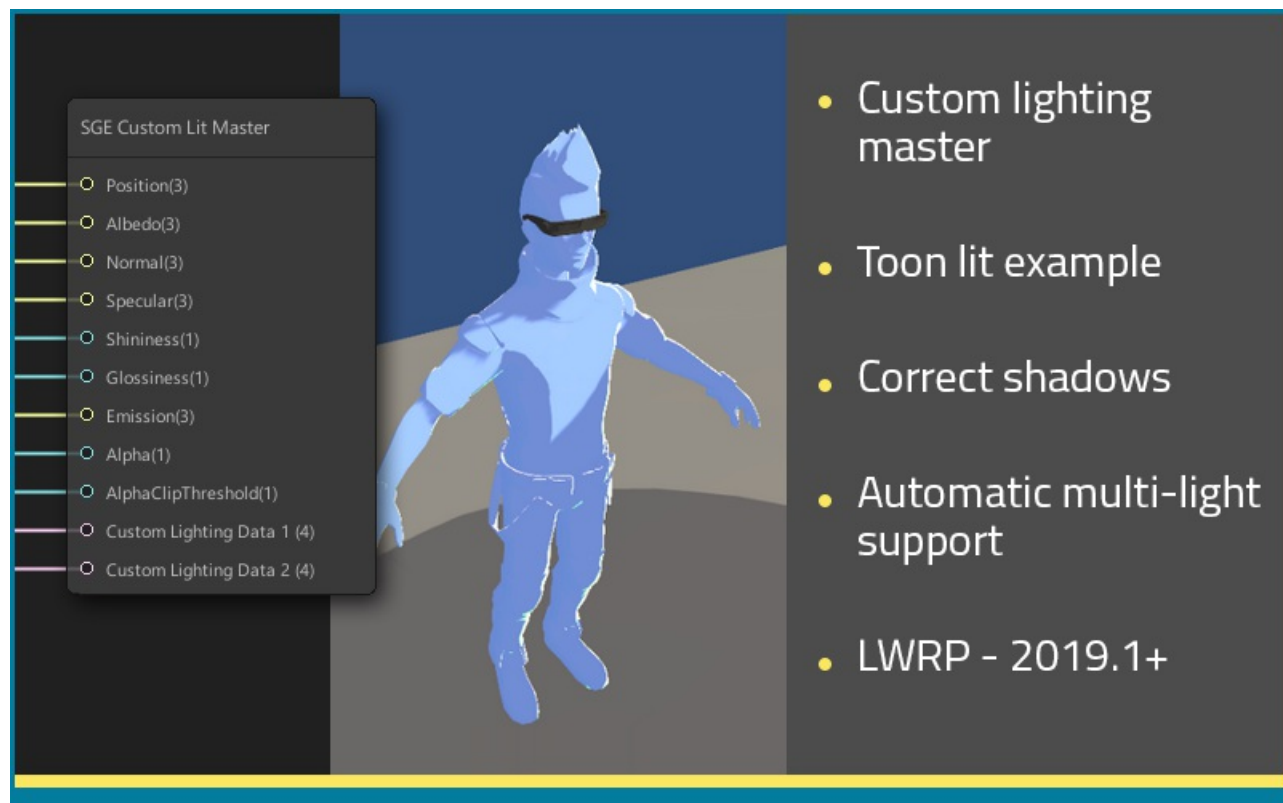 SGE Custom Lit Master
Position(3)
Albedo(3)
Normal(3)
Specular(3)
Shininess(1)
Glossiness(1)
Emission(3)
Alpha(1)
AlphaClipThreshold(1)
Custom Lighting Data 1 (4)
Custom Lighting Data 2 (4)
• Custom lighting
master
• Toon lit example
• Correct shadows
• Automatic multi-light
support
• LWRP - 2019.1+